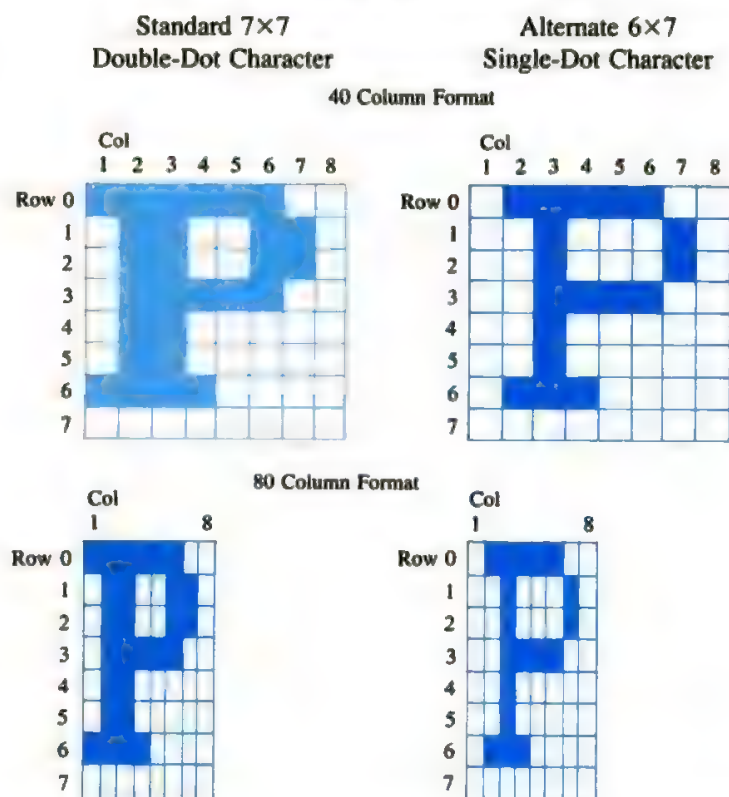 Standard 7×7 Alternate 6×7
Double-Dot Character Single-Dot Character
40 Column Format
Col Col
1 2 3 4 5 6 7 8 1 2 3 4 5 6 7 8
Row 0 Row 0
1 1
2 2
3 3
4 4
5 5
6 6
7 7
80 Column Format
Col Col
1 8 1 8
Row 0 Row 0
1 1
2 2
3 3
4 4
5 5
6 6
7 7